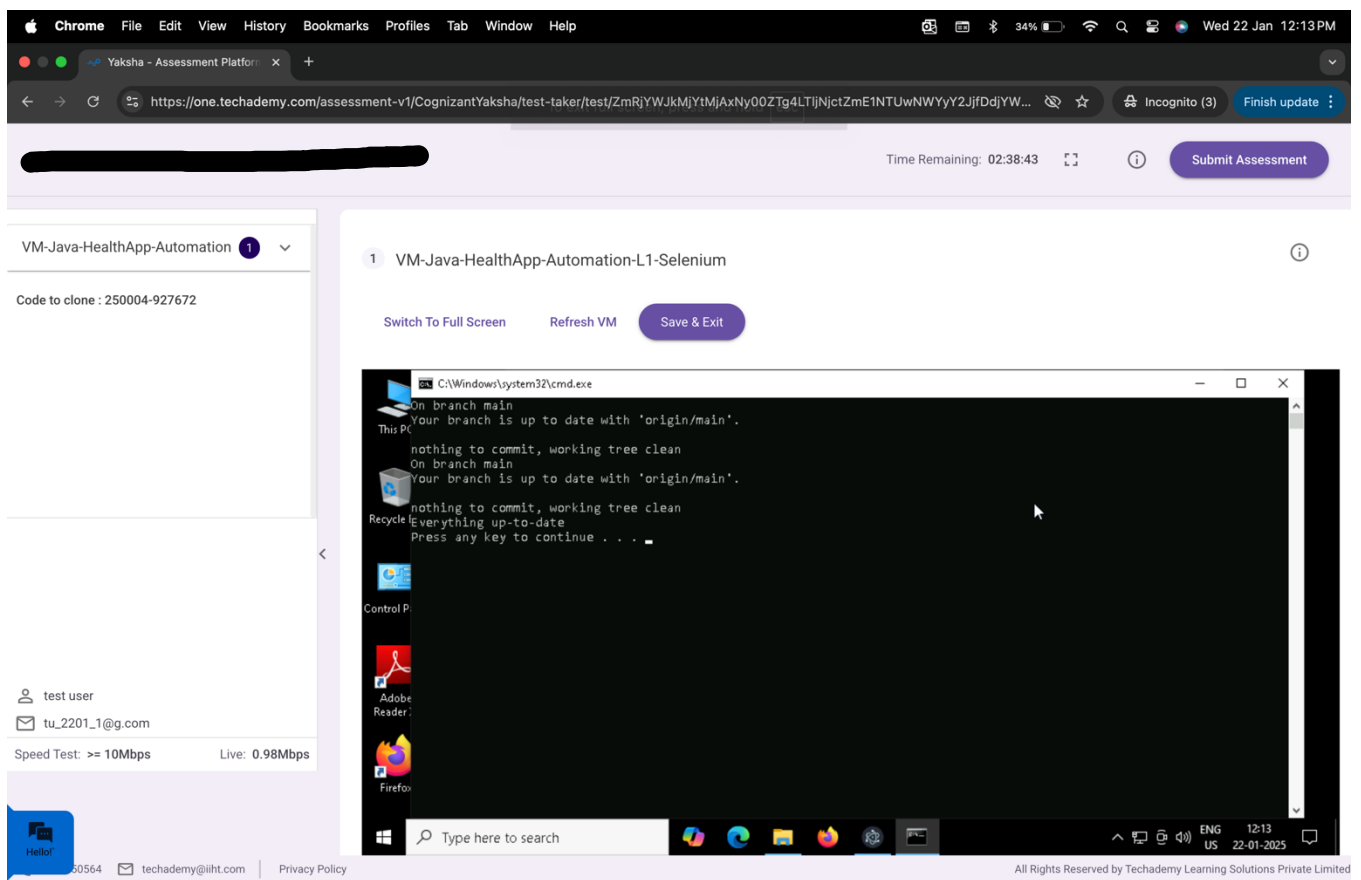 Chrome File Edit View History Bookmarks Profiles Tab Window Help 34% Wed 22 Jan 12:13 PM
Yaksha - Assessment Platform
https://one.techademy.com/assessment-v1/CognizantYaksha/test-taker/test/ZmRjYWJkMjYtMjAxNy00ZTg4LTljNjctZmE1NTUwNWYyY2JjfDdjYW... Incognito (3) Finish update
Time Remaining: 02:38:43 Submit Assessment
VM-Java-HealthApp-Automation 1
1 VM-Java-HealthApp-Automation-L1-Selenium
Code to clone : 250004-927672
Switch To Full Screen Refresh VM Save & Exit
C:\Windows\system32\cmd.exe
On branch main
Your branch is up to date with 'origin/main'.
This PC
nothing to commit, working tree clean
On branch main
Your branch is up to date with 'origin/main'.
nothing to commit, working tree clean
Recycle
Everything up-to-date
Press any key to continue . . .
Control P
Adobe
Reader
Firefox
test user
tu_2201_1@g.com
Speed Test: >= 10Mbps Live: 0.98Mbps
Hello!
Type here to search
ENG 12:13
US 22-01-2025
50564 techademy@iiht.com Privacy Policy All Rights Reserved by Techademy Learning Solutions Private Limited